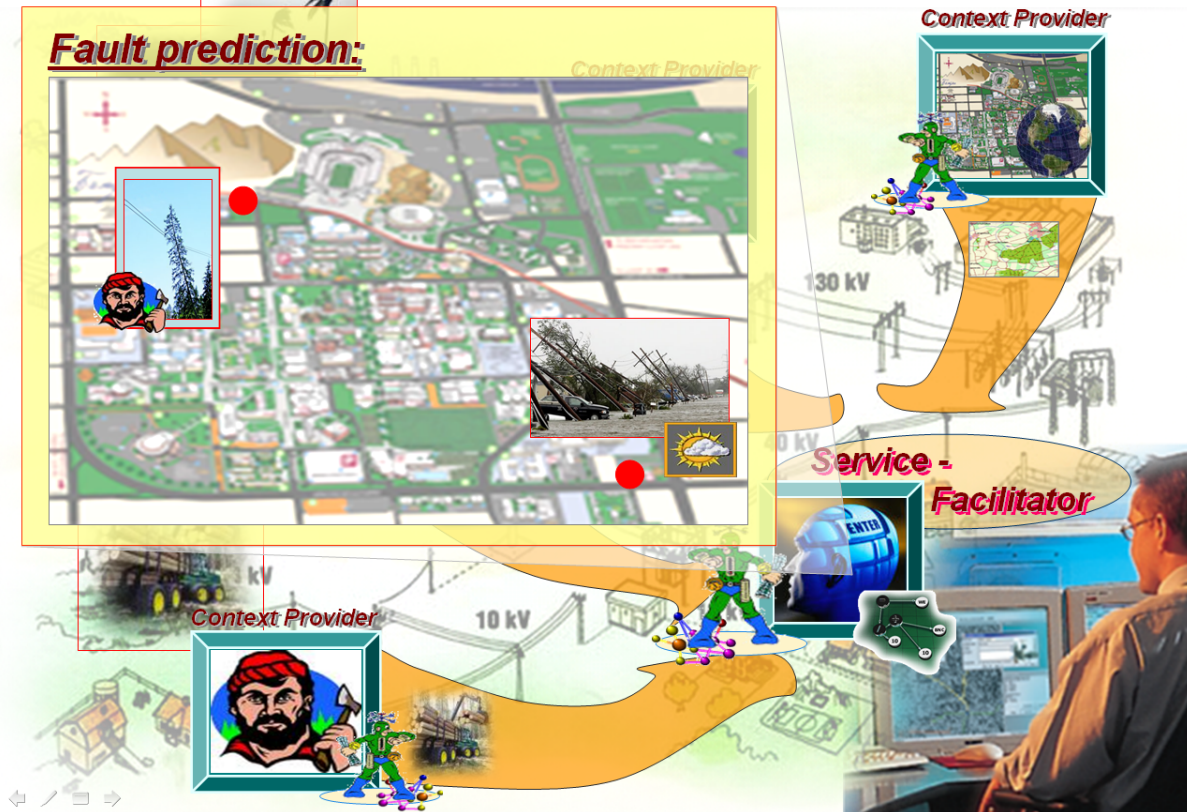 Context Provider
Fault prediction:
Context Provider
130 kV
40 kV
Service -
Facilitator
ENTER
kV
Context Provider
10 kV